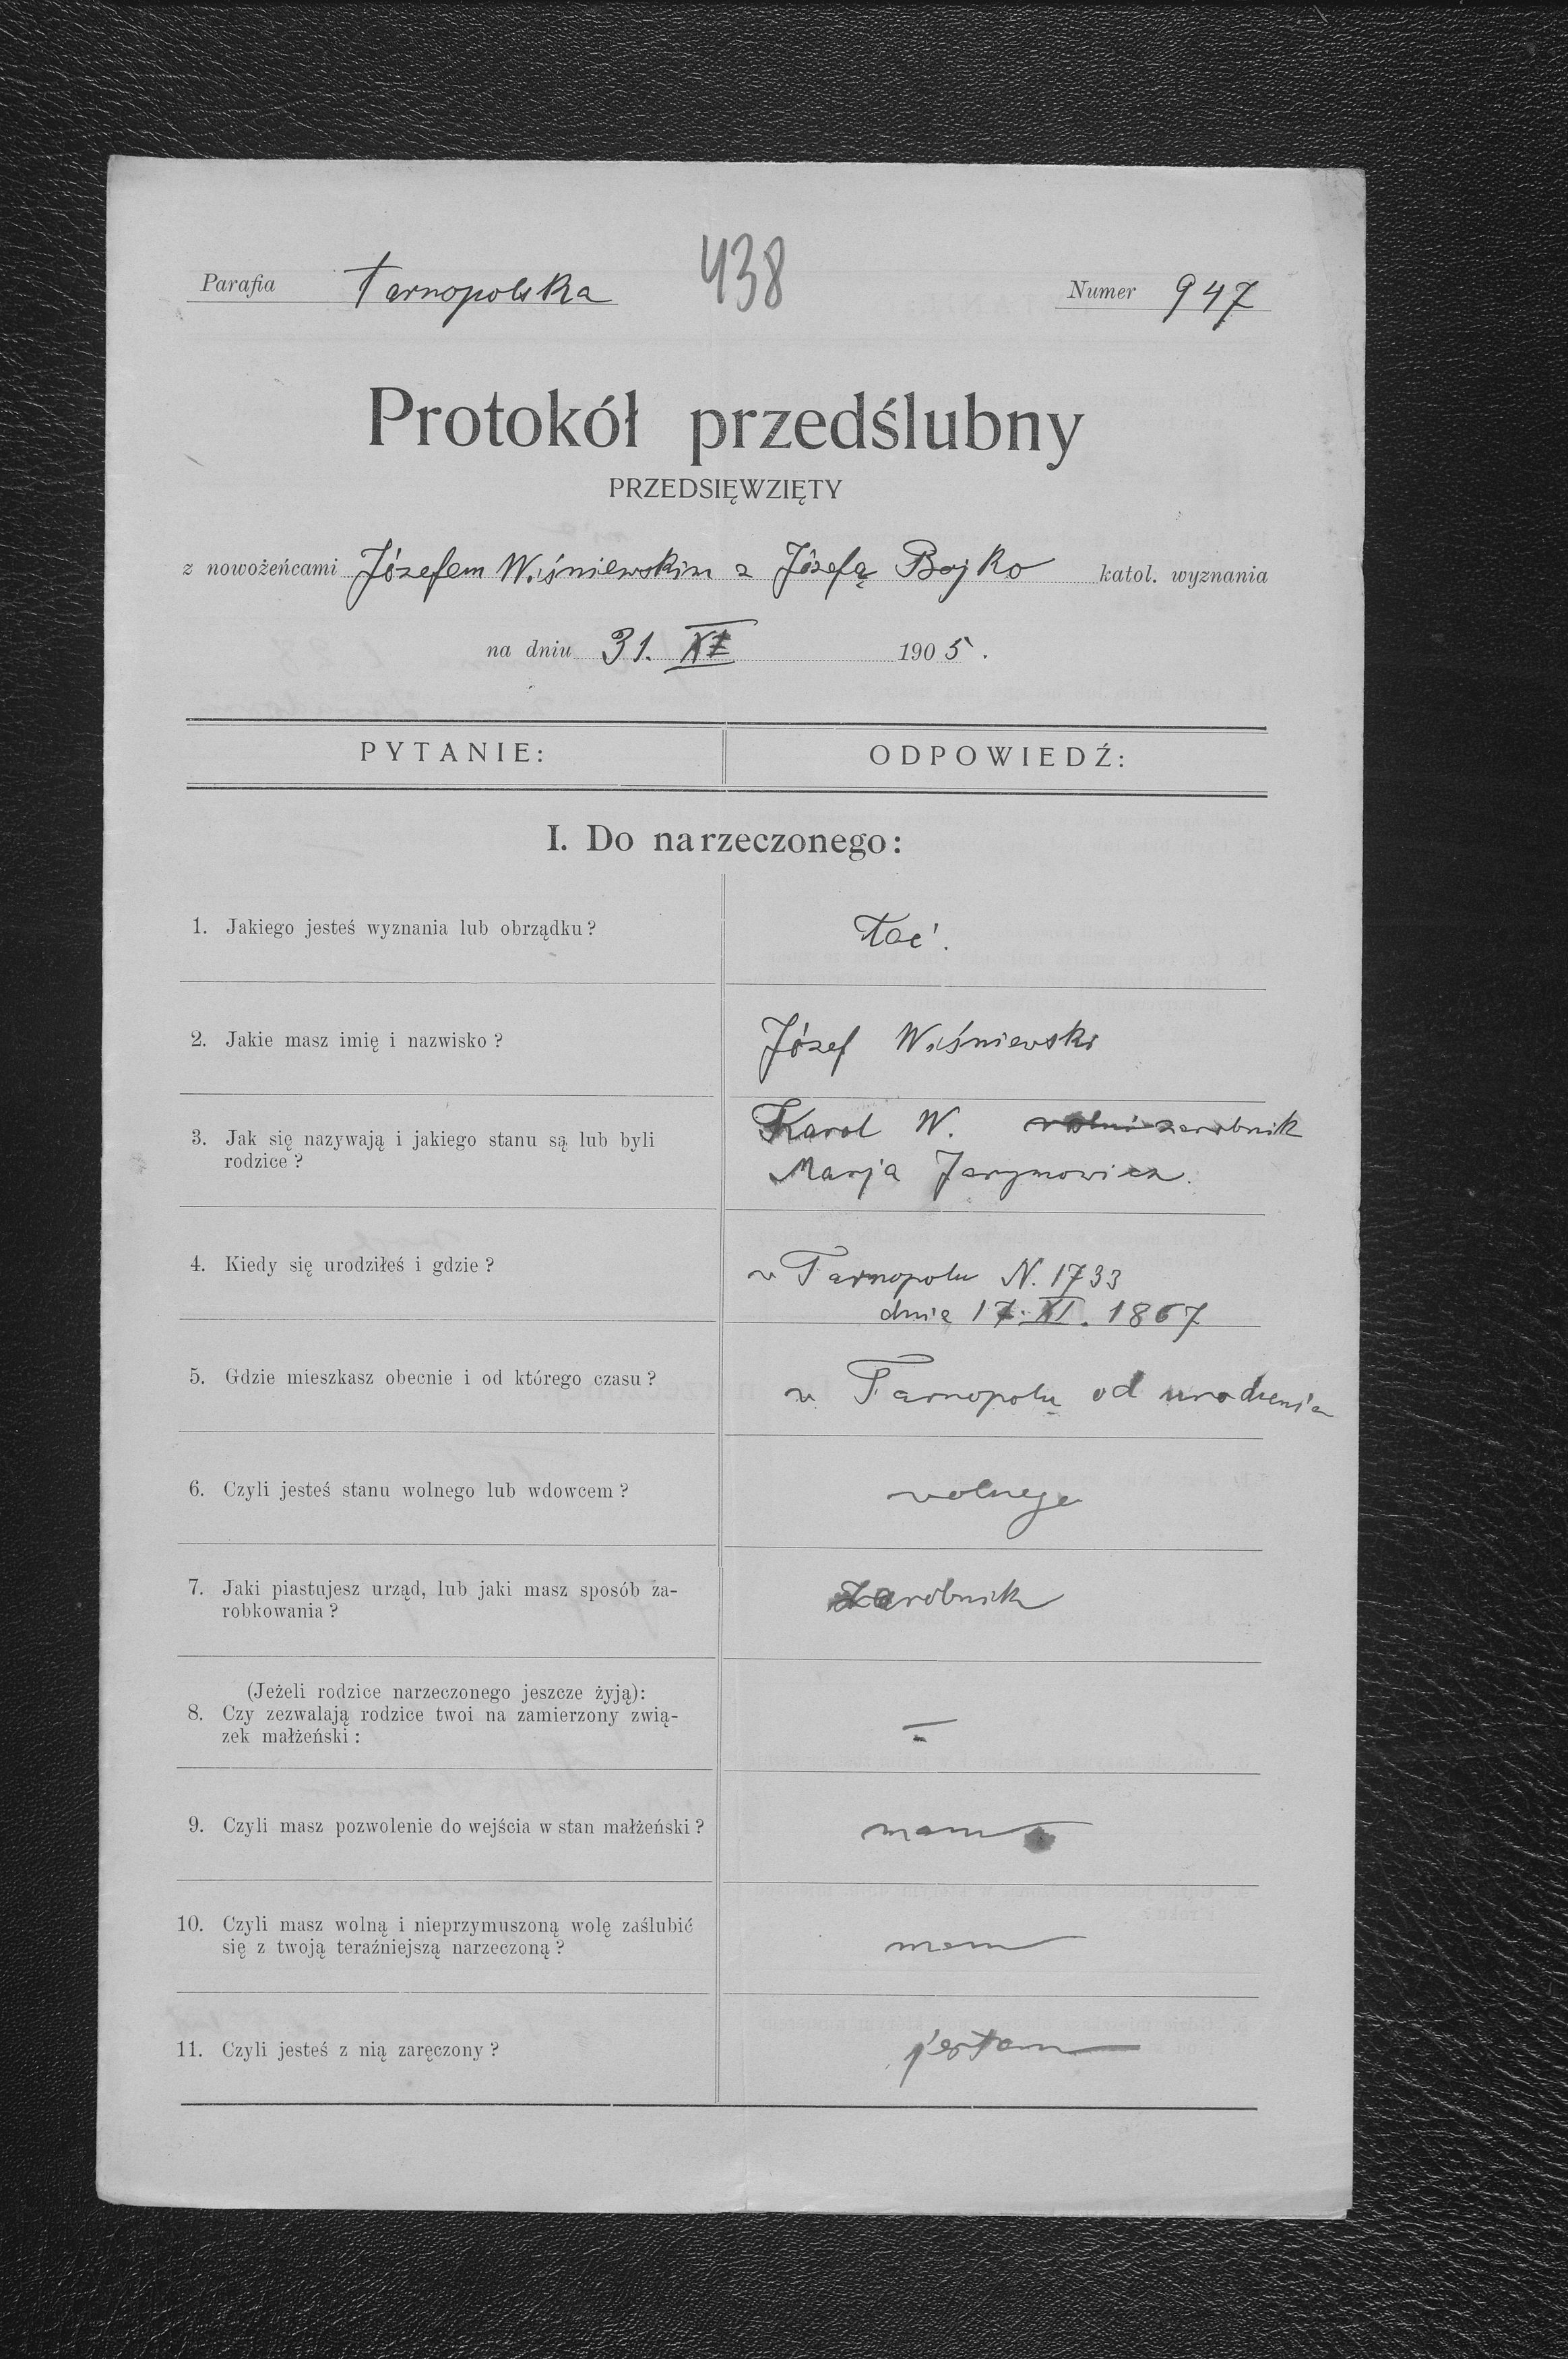 438
Parafia Tarnopolska Numer 947
Protokół przedślubny
PRZEDSIĘWZIĘTY
z nowożeńcami Józefem Wiśniewskim z Józefą Bojko katol. wyznania
na dniu 31. 1905.
PYTANIE: ODPOWIEDŹ:
I. Do narzeczonego:
1. Jakiego jesteś wyznania lub obrządku? łać.
2. Jakie masz imię i nazwisko? Józef Wiśniewski
3. Jak się nazywają i jakiego stanu są lub byli
rodzice?
Karol W. zarobnik
Marja Jarymowicz.
4. Kiedy się urodziłeś i gdzie?
w Tarnopolu N. 1733
dnia 17. XI. 1867
5. Gdzie mieszkasz obecnie i od którego czasu?
w Tarnopolu od urodzenia
6. Czyli jesteś stanu wolnego lub wdowcem? wolnego
7. Jaki piastujesz urząd, lub jaki masz sposób za-
robkowania?
zarobnik
(Jeżeli rodzice narzeczonego jeszcze żyją):
8. Czy zezwalają rodzice twoi na zamierzony zwią-
zek małżeński:
—
9. Czyli masz pozwolenie do wejścia w stan małżeński? mam
10. Czyli masz wolną i nieprzymuszoną wolę zaślubić
się z twoją teraźniejszą narzeczoną?
mam
11. Czyli jesteś z nią zaręczony? jestem